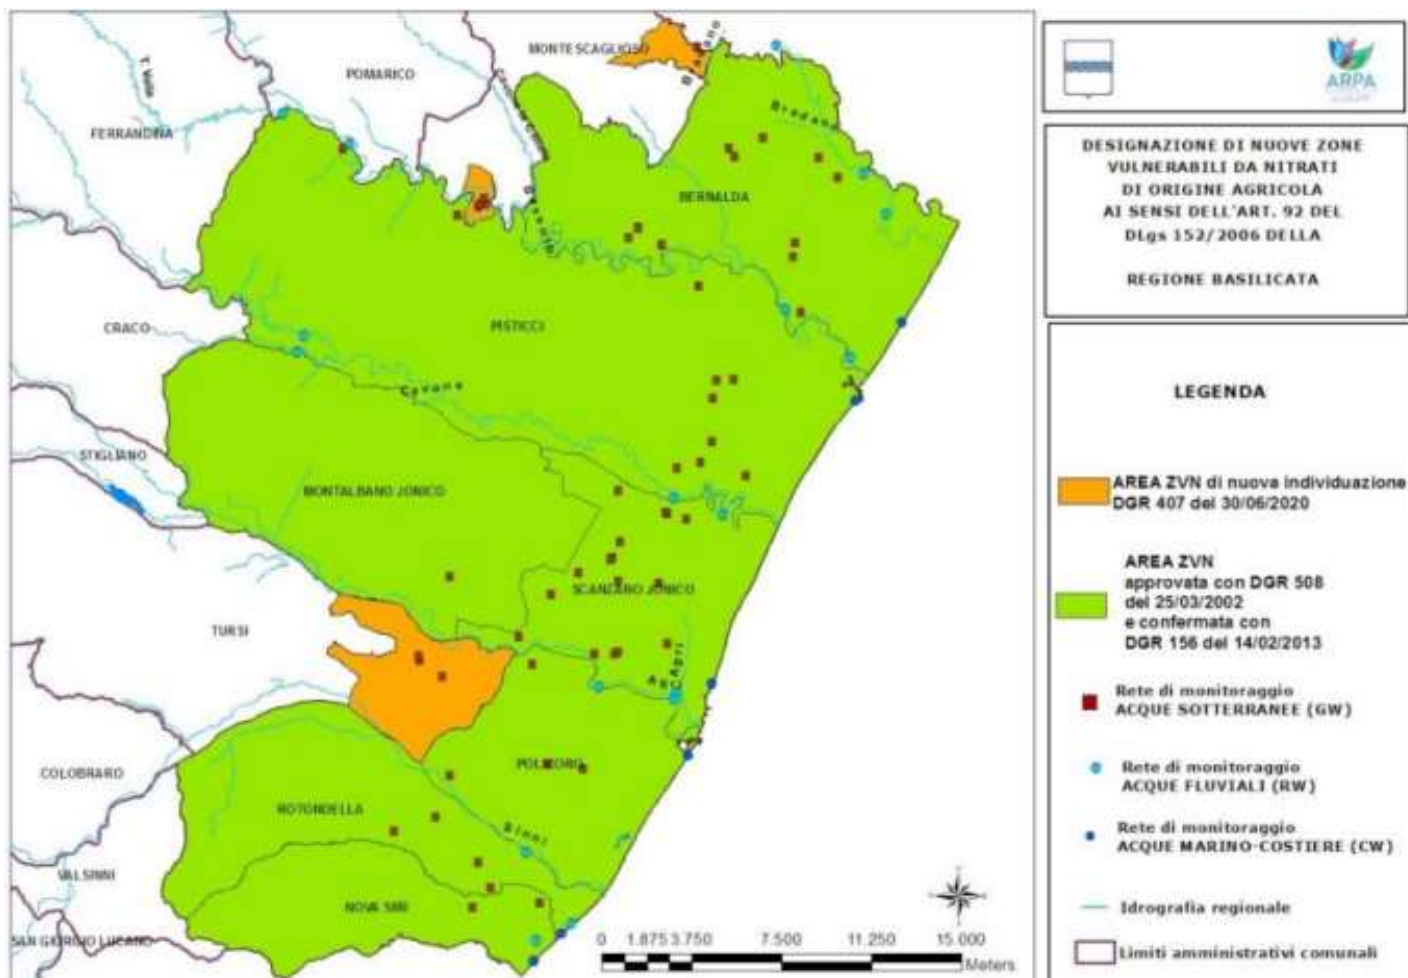 MONTESCAGLIOSO
Bradano
POMARICO
T. Vella
FERRANDINA
Bradano
BERNALDA
Basento
CRACO
PISTICCI
Cavone
STIGLIANO
MONTALBANO JONICO
SCANZANO JONICO
TURSI
Agri
COLOBRARO
POLICORO
ROTONDELLA
Sinni
VALSINNI
NOVA SIRI
SAN GIORGIO LUCANO
0 1.875 3.750 7.500 11.250 15.000
Meters
ARPA
DESIGNAZIONE DI NUOVE ZONE
VULNERABILI DA NITRATI
DI ORIGINE AGRICOLA
AI SENSI DELL'ART. 92 DEL
DLgs 152/2006 DELLA
REGIONE BASILICATA
LEGENDA
AREA ZVN di nuova individuazione
DGR 407 del 30/06/2020
AREA ZVN
approvata con DGR 508
del 25/03/2002
e confermata con
DGR 156 del 14/02/2013
Rete di monitoraggio
ACQUE SOTTERRANEE (GW)
Rete di monitoraggio
ACQUE FLUVIALI (RW)
Rete di monitoraggio
ACQUE MARINO-COSTIERE (CW)
Idrografia regionale
Limiti amministrativi comunali